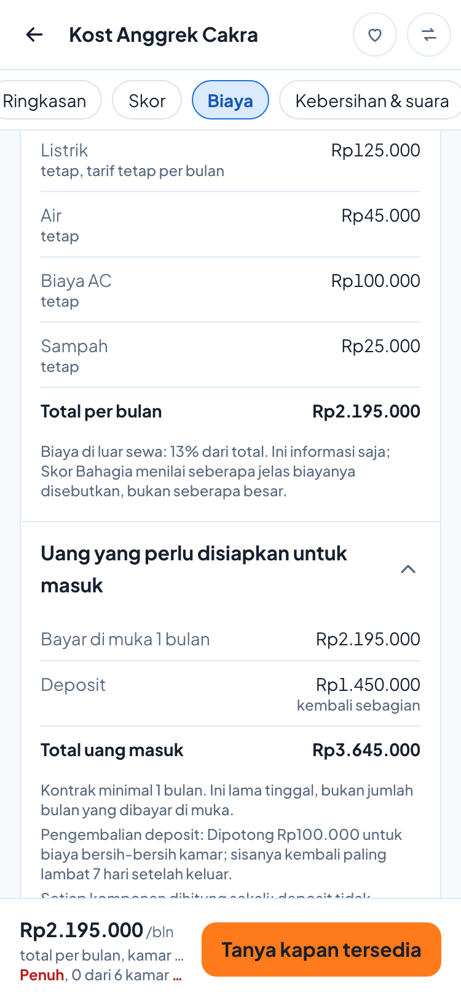 Kost Anggrek Cakra
Ringkasan
Skor
Biaya
Kebersihan & suara
Listrik
Rp125.000
tetap, tarif tetap per bulan
Air
Rp45.000
tetap
Biaya AC
Rp100.000
tetap
Sampah
Rp25.000
tetap
Total per bulan
Rp2.195.000
Biaya di luar sewa: 13% dari total. Ini informasi saja;
Skor Bahagia menilai seberapa jelas biayanya
disebutkan, bukan seberapa besar.
Uang yang perlu disiapkan untuk
masuk
Bayar di muka 1 bulan
Rp2.195.000
Deposit
Rp1.450.000
kembali sebagian
Total uang masuk
Rp3.645.000
Kontrak minimal 1 bulan. Ini lama tinggal, bukan jumlah
bulan yang dibayar di muka.
Pengembalian deposit: Dipotong Rp100.000 untuk
biaya bersih-bersih kamar; sisanya kembali paling
lambat 7 hari setelah keluar.
Setiap komponen dihitung sekali; deposit tidak
Rp2.195.000 /bln
total per bulan, kamar ...
Penuh, 0 dari 6 kamar ...
Tanya kapan tersedia